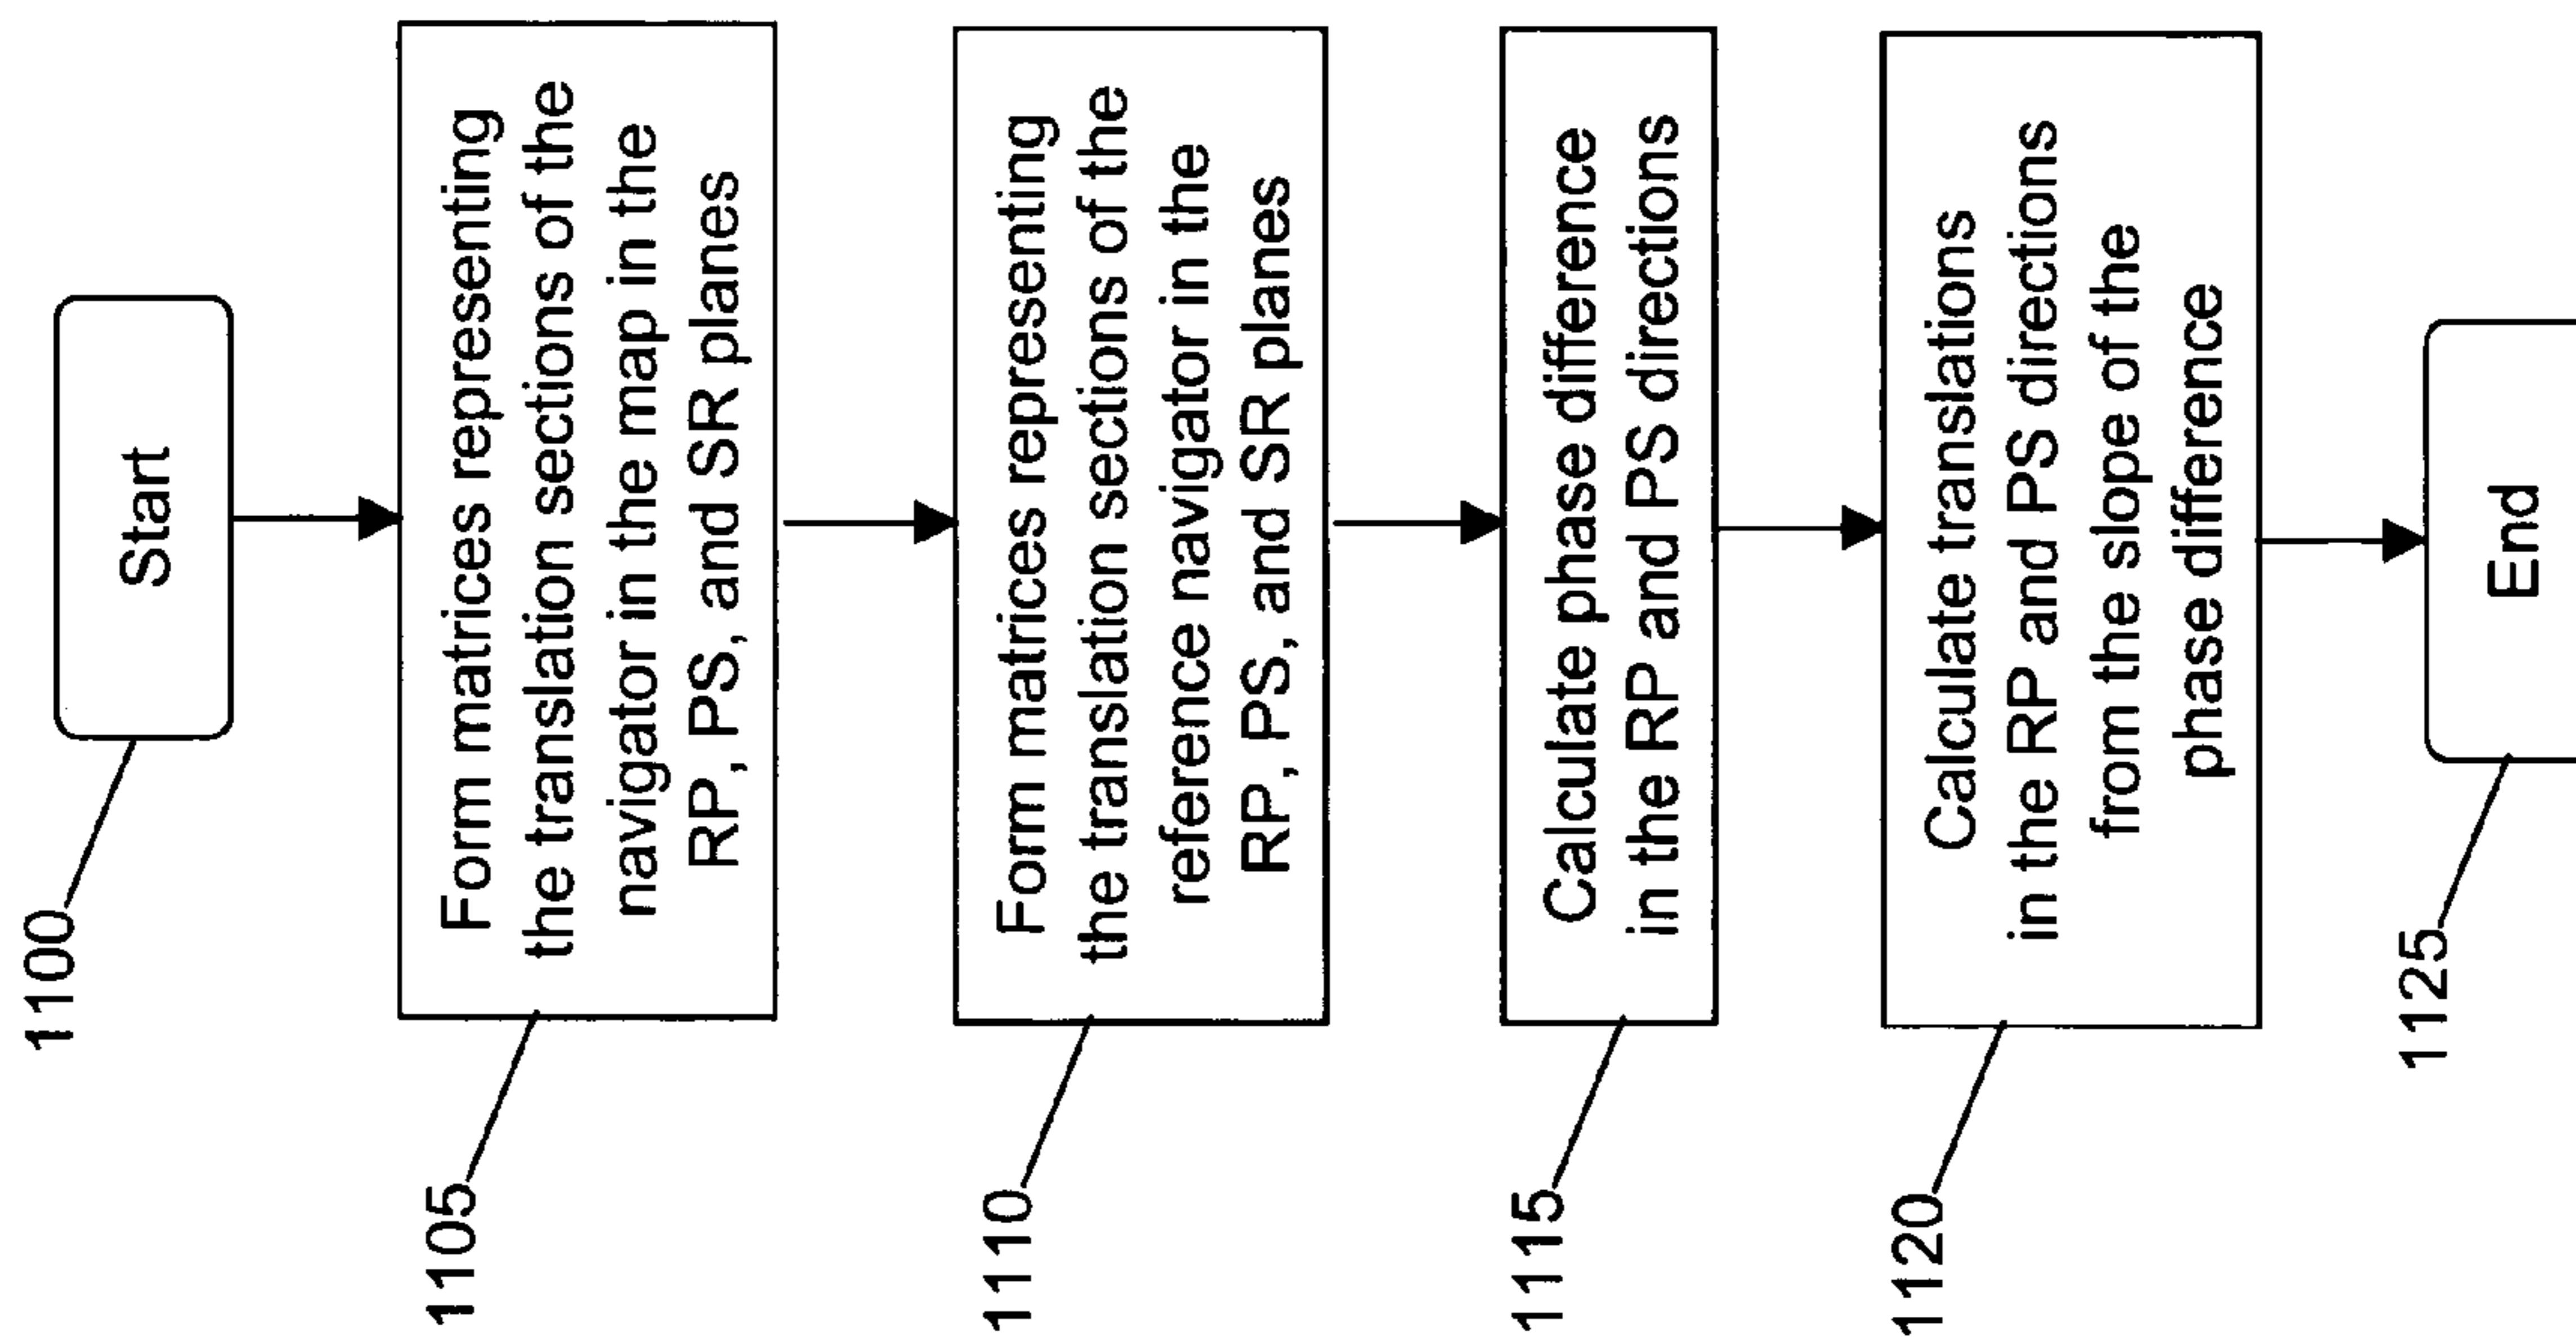 Start
1100
Form matrices representing
the translation sections of the
navigator in the map in the
RP, PS, and SR planes
1105
Form matrices representing
the translation sections of the
reference navigator in the
RP, PS, and SR planes
1110
Calculate phase difference
in the RP and PS directions
1115
Calculate translations
in the RP and PS directions
from the slope of the
phase difference
1120
End
1125